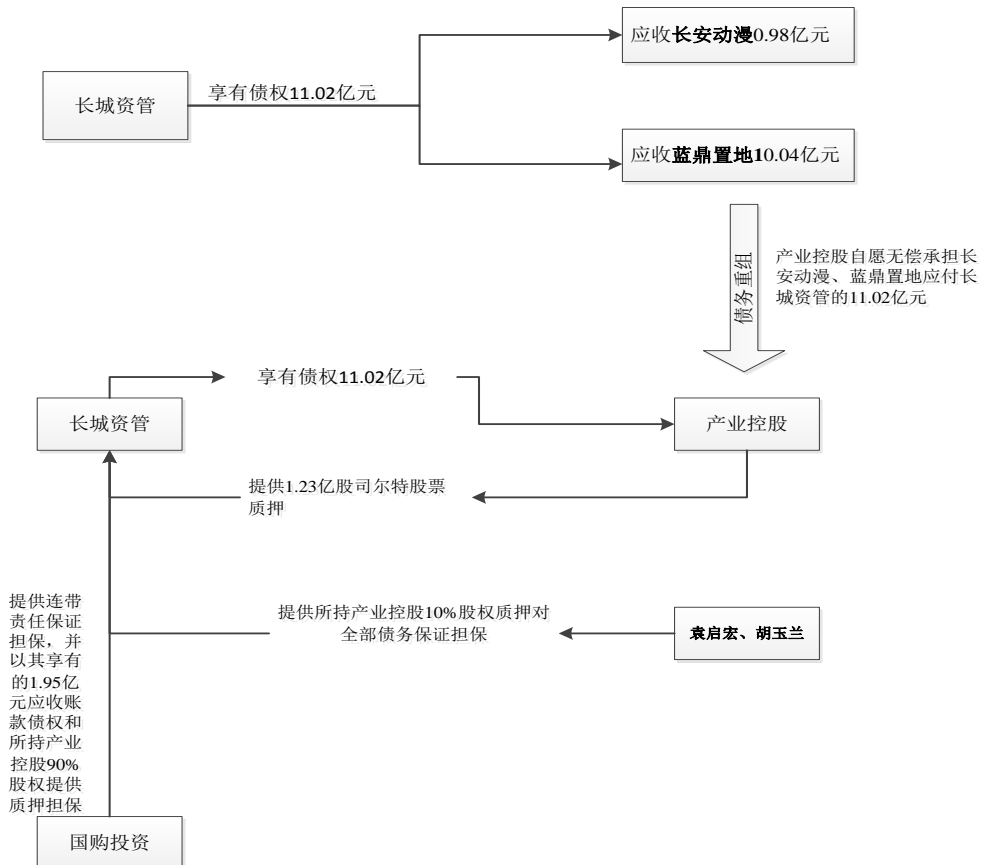 应收长安动漫0.98亿元
长城资管
享有债权11.02亿元
应收蓝鼎置地10.04亿元
债务重组
产业控股自愿无偿承担长
安动漫、蓝鼎置地应付长
城资管的11.02亿元
享有债权11.02亿元
长城资管
产业控股
提供1.23亿股司尔特股票
质押
提供所持产业控股10%股权质押对
全部债务保证担保
袁启宏、胡玉兰
提供连带
责任保证
担保，并
以其享有
的1.95亿
元应收账
款债权和
所持产业
控股90%
股权提供
质押担保
国购投资